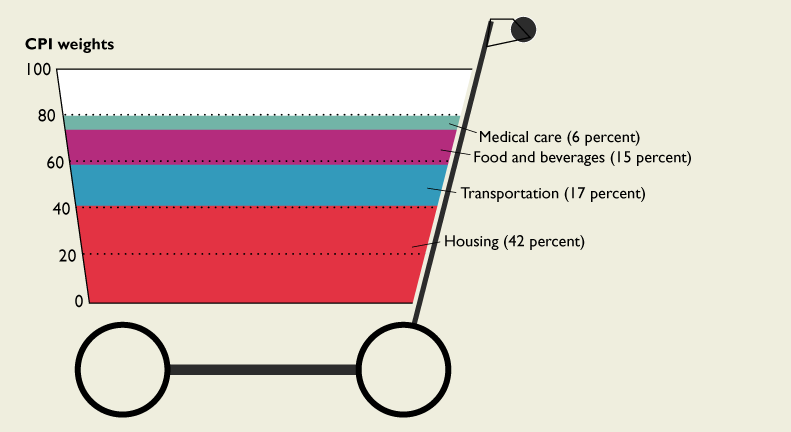 CPI weights
100
80
Medical care (6 percent)
Food and beverages (15 percent)
60
Transportation (17 percent)
40
Housing (42 percent)
20
0